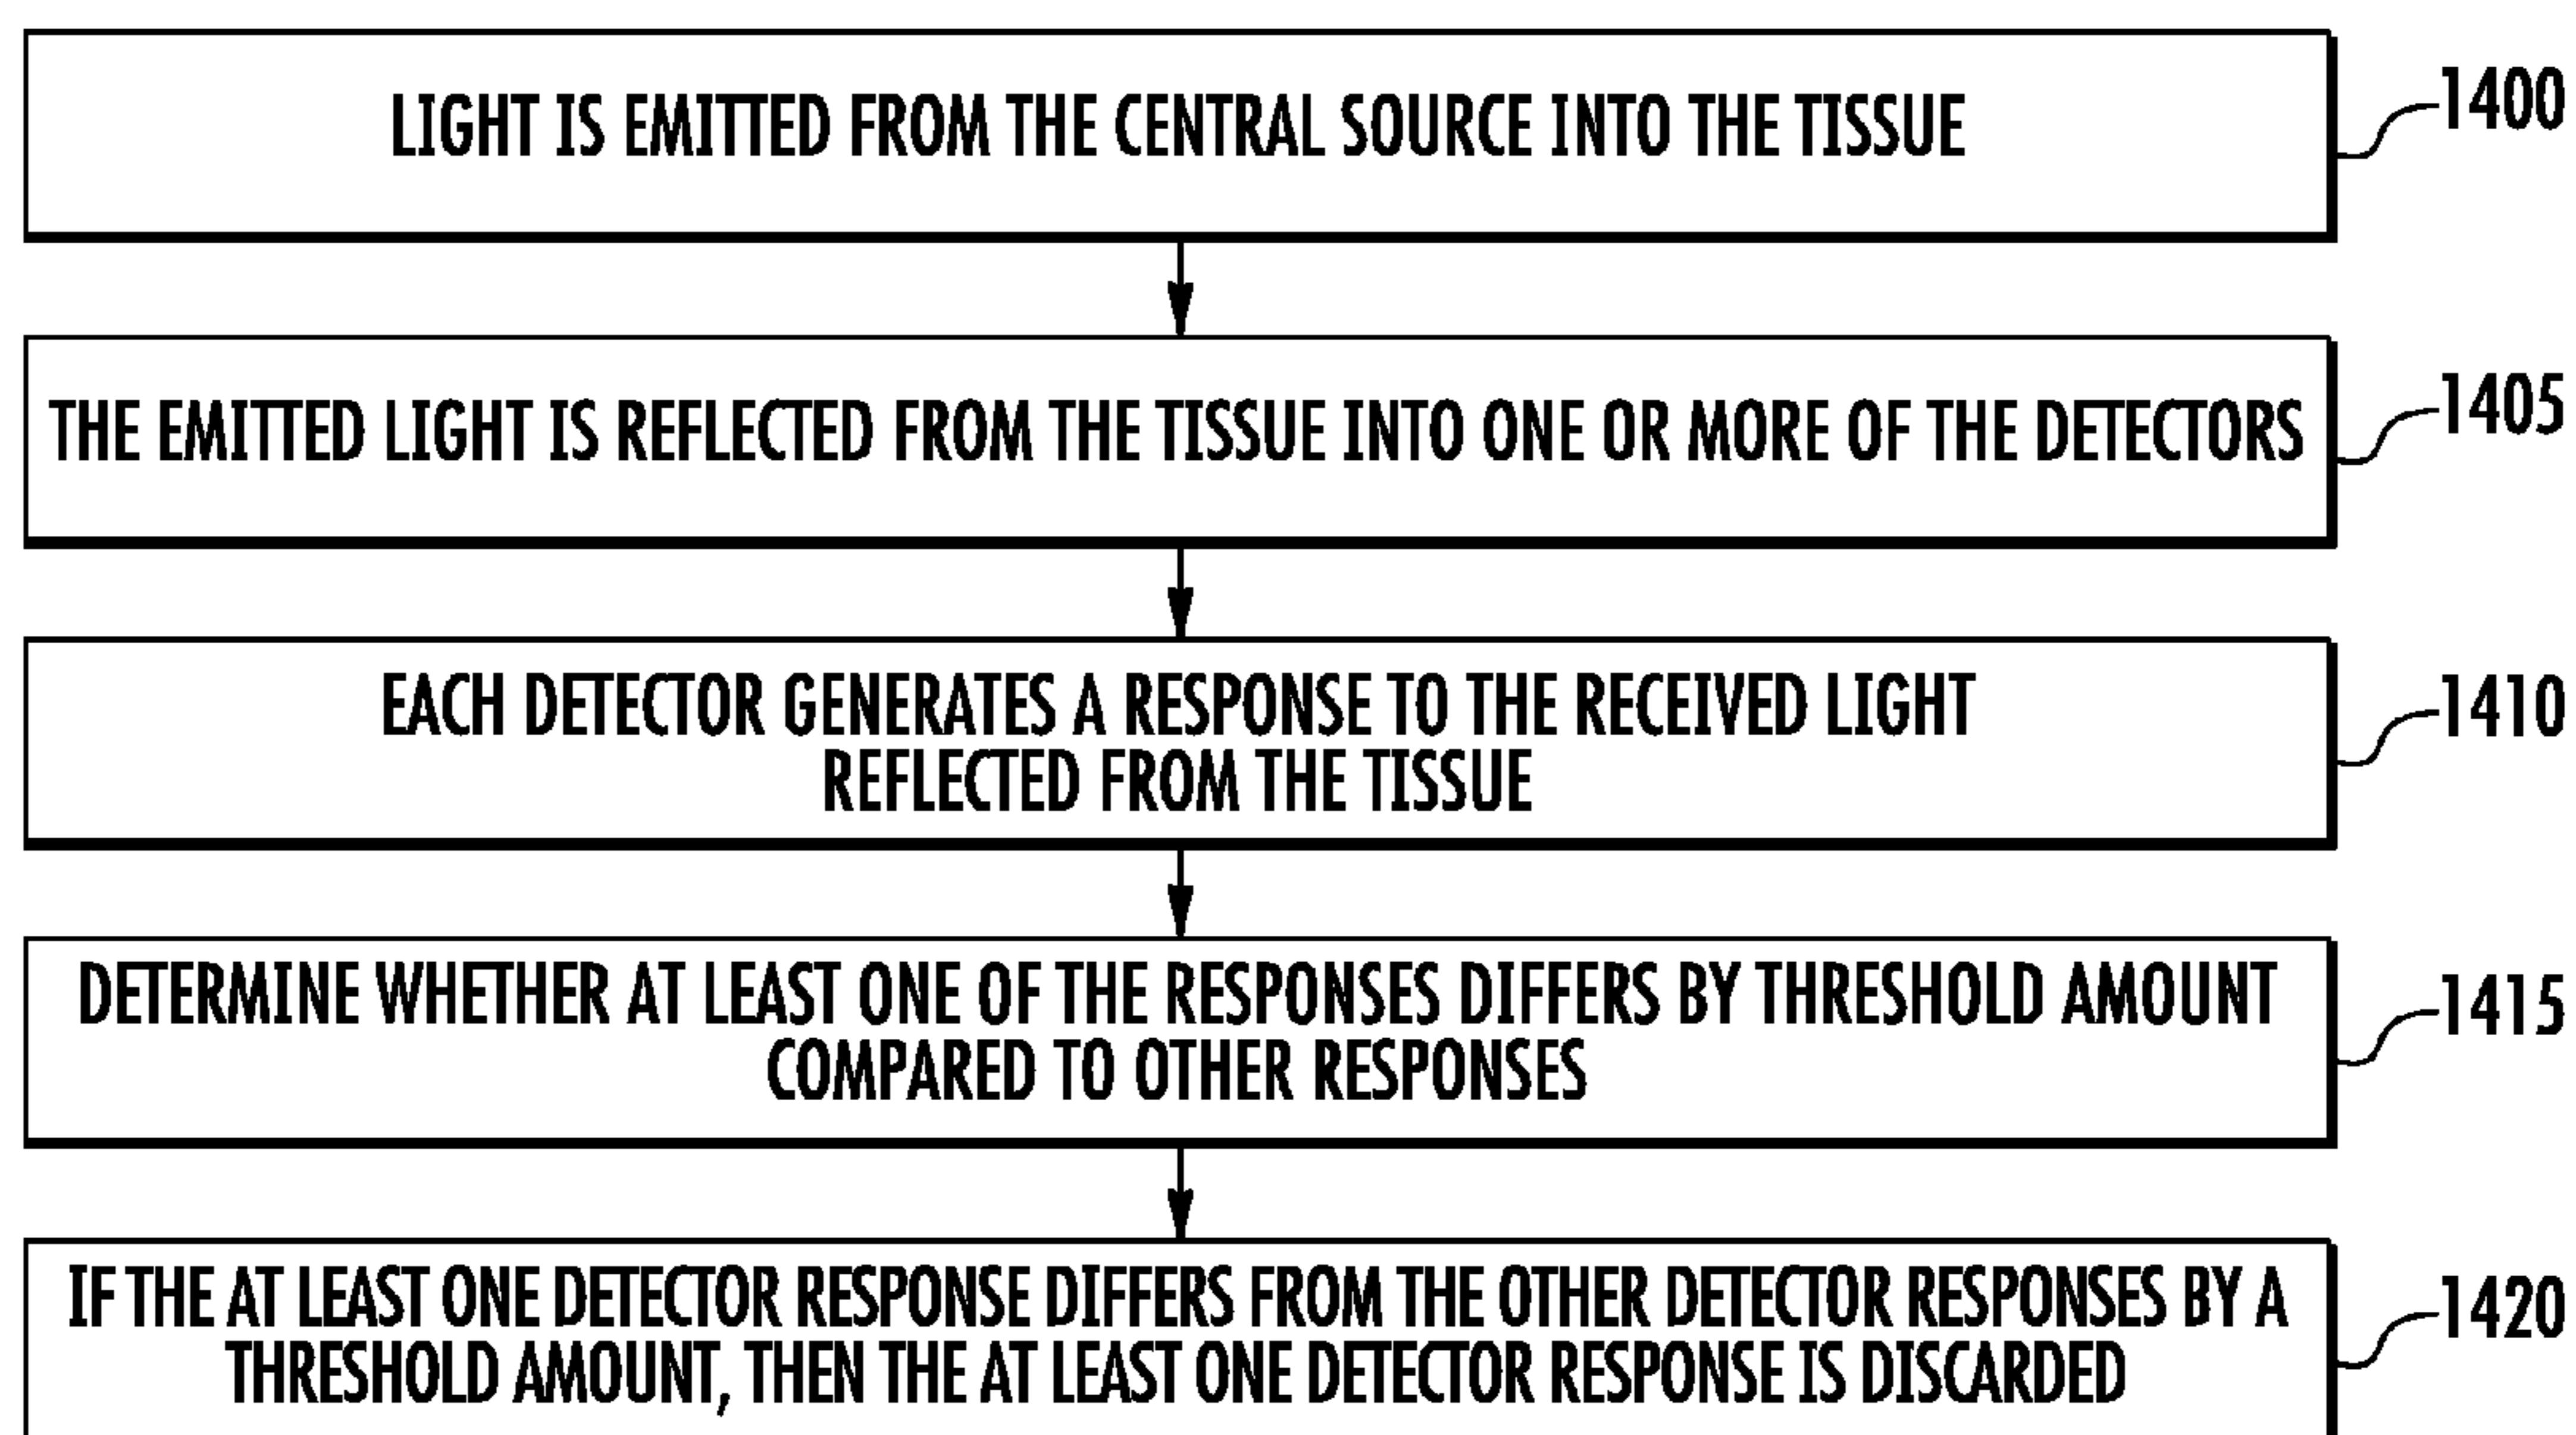 LIGHT IS EMITTED FROM THE CENTRAL SOURCE INTO THE TISSUE
1400
THE EMITTED LIGHT IS REFLECTED FROM THE TISSUE INTO ONE OR MORE OF THE DETECTORS
1405
EACH DETECTOR GENERATES A RESPONSE TO THE RECEIVED LIGHT
REFLECTED FROM THE TISSUE
1410
DETERMINE WHETHER AT LEAST ONE OF THE RESPONSES DIFFERS BY THRESHOLD AMOUNT
COMPARED TO OTHER RESPONSES
1415
IF THE AT LEAST ONE DETECTOR RESPONSE DIFFERS FROM THE OTHER DETECTOR RESPONSES BY A
THRESHOLD AMOUNT, THEN THE AT LEAST ONE DETECTOR RESPONSE IS DISCARDED
1420